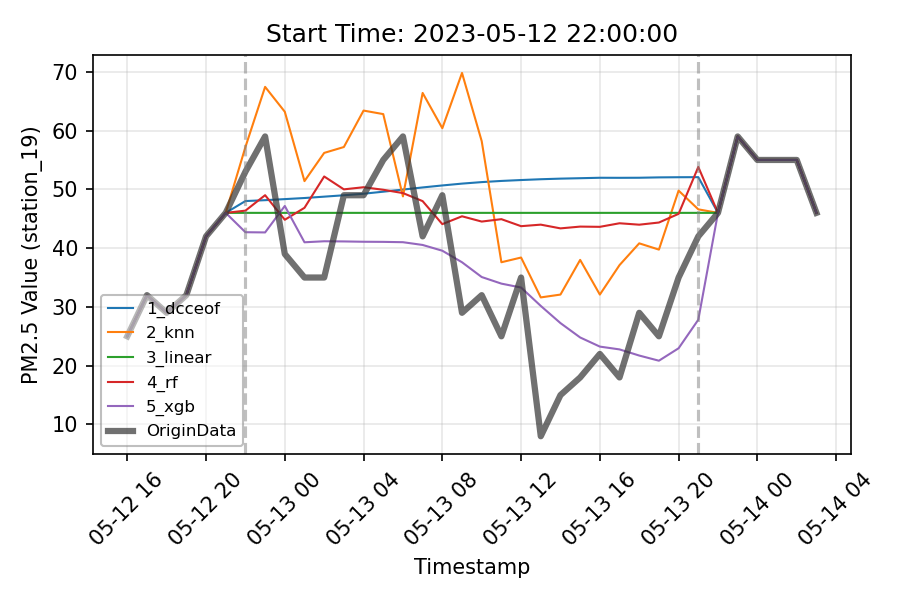 Start Time: 2023-05-12 22:00:00
PM2.5 Value (station_19)
70
60
50
40
30
20
10
1_dcceof
2_knn
3_linear
4_rf
5_xgb
OriginData
05-12 16
05-12 20
05-13 00
05-13 04
05-13 08
05-13 12
05-13 16
05-13 20
05-14 00
05-14 04
Timestamp